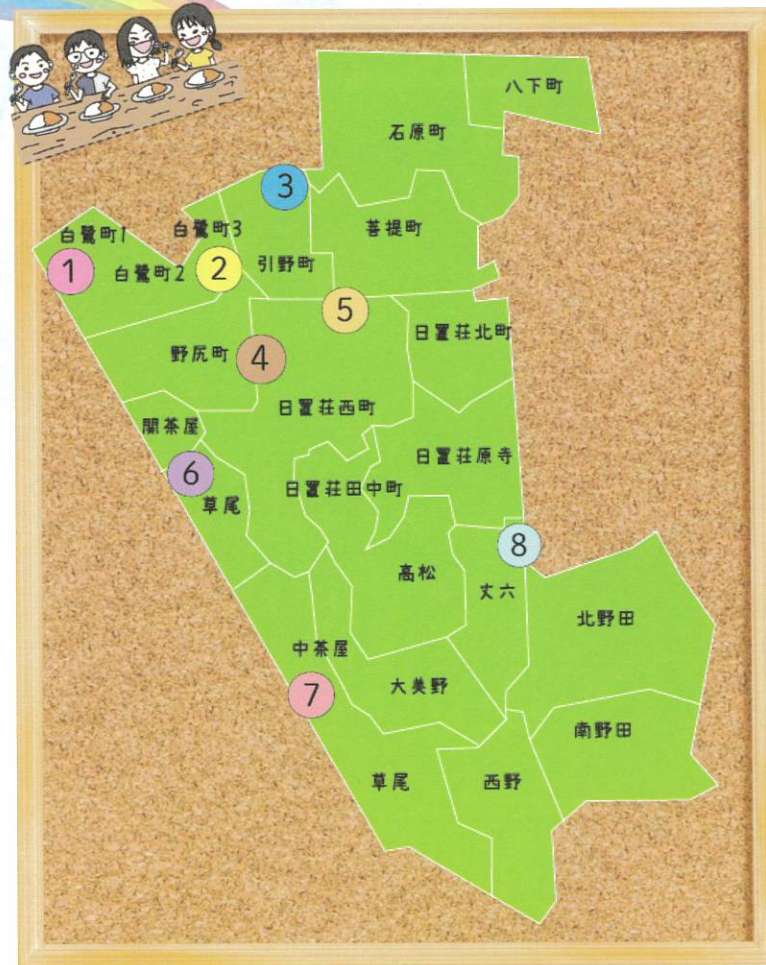 八下町
石原町
3
菩提町
白鷺町1
白鷺町3
引野町
1
白鷺町2
2
5
日置荘北町
野尻町
4
日置荘西町
関茶屋
日置荘原寺
6
日置荘田中町
草尾
8
高松
丈六
北野田
中茶屋
大美野
7
南野田
草尾
西野